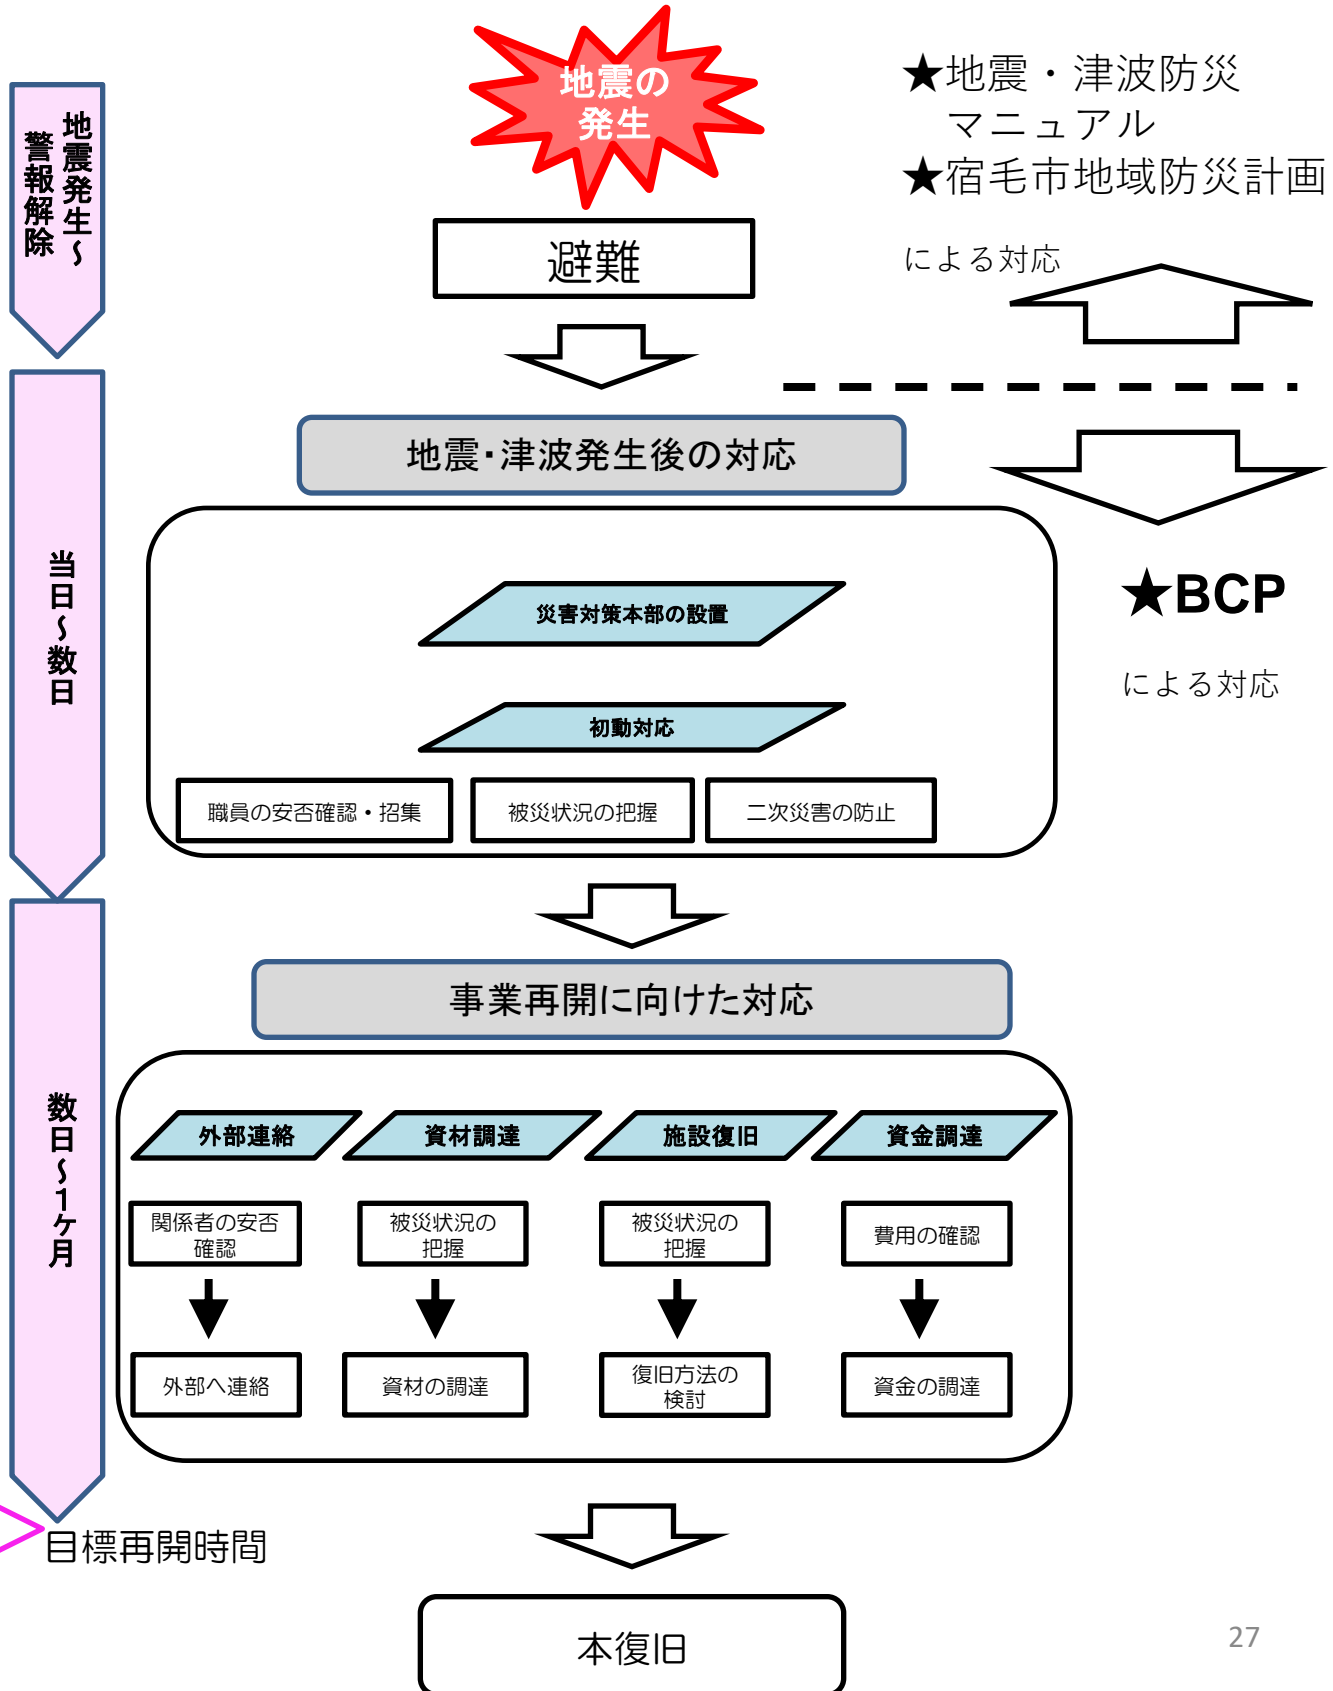 地震の
発生
★地震・津波防災
マニュアル
★宿毛市地域防災計画
による対応
地震発生～
警報解除
避難
地震・津波発生後の対応
当日～数日
災害対策本部の設置
★BCP
による対応
初動対応
職員の安否確認・招集
被災状況の把握
二次災害の防止
事業再開に向けた対応
数日～1ヶ月
外部連絡
資材調達
施設復旧
資金調達
関係者の安否
確認
被災状況の
把握
被災状況の
把握
費用の確認
外部へ連絡
資材の調達
復旧方法の
検討
資金の調達
目標再開時間
本復旧
27